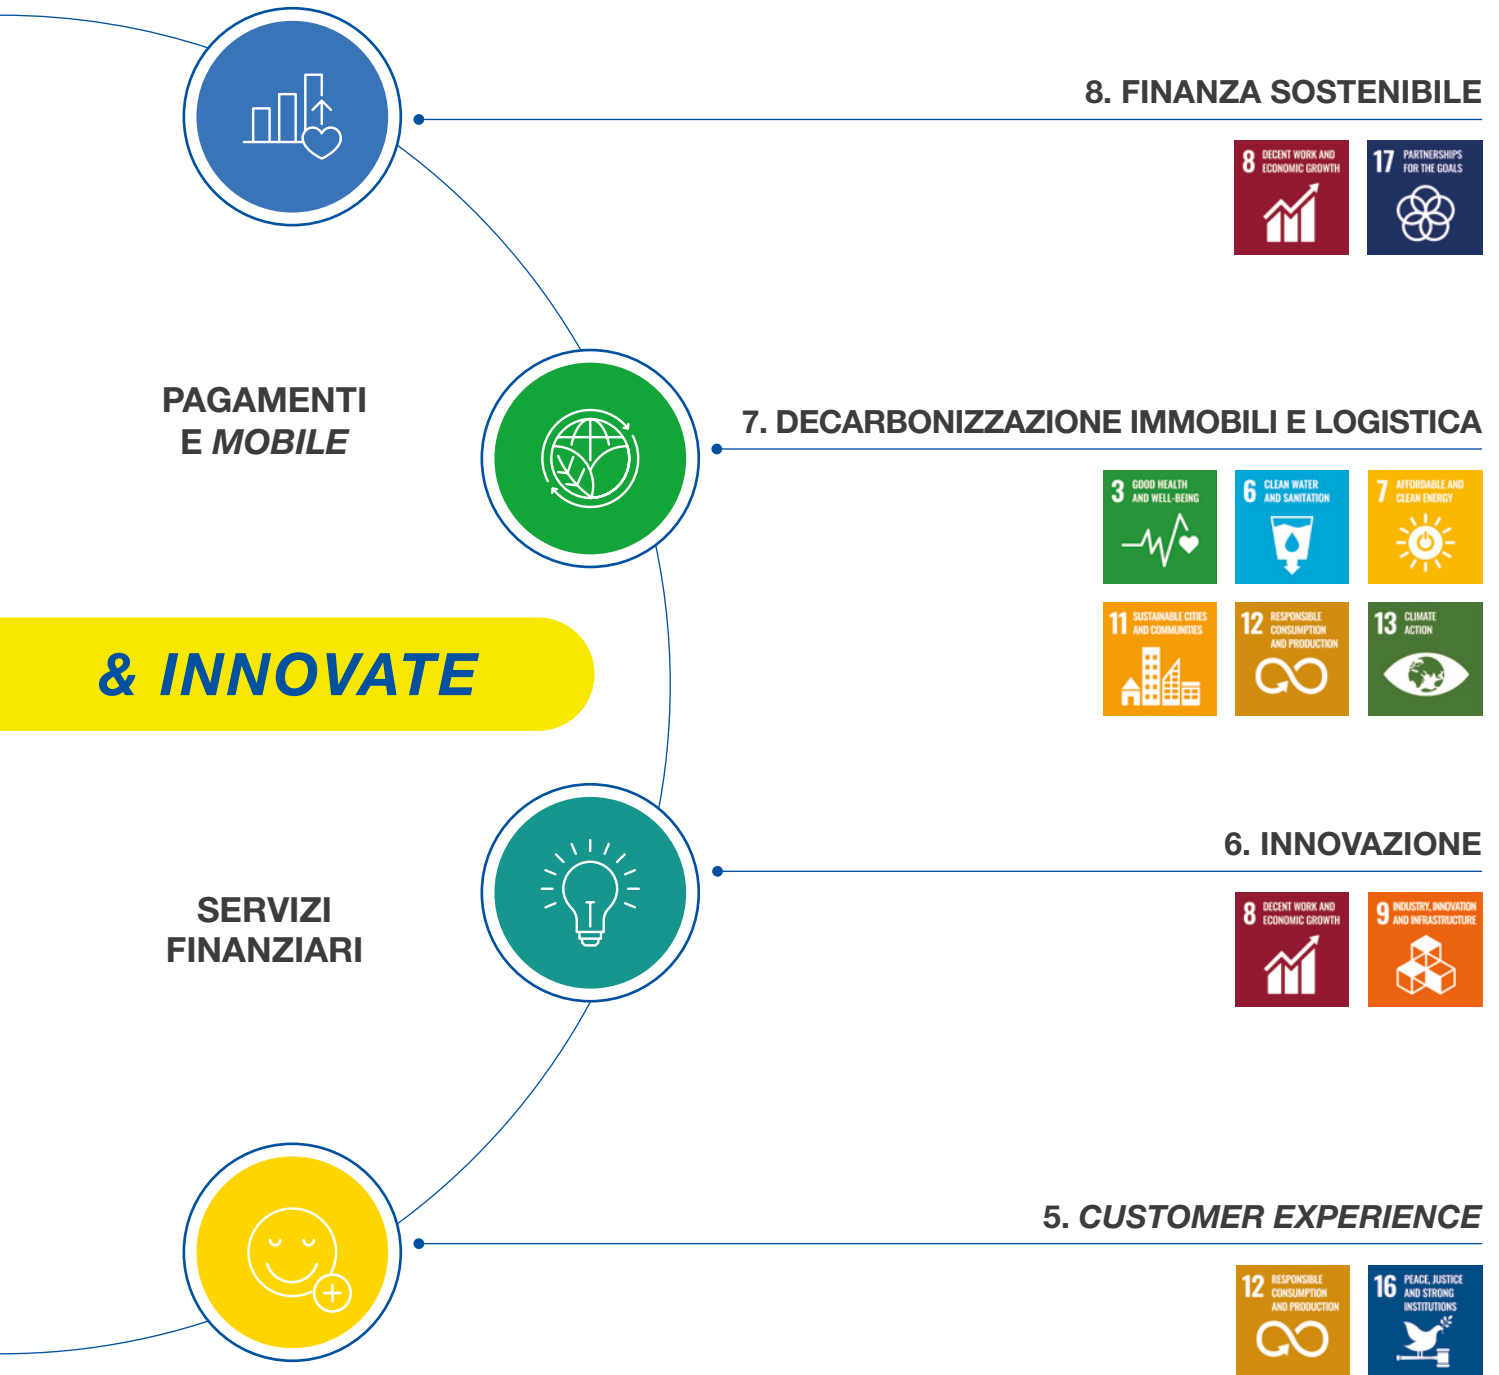 8. FINANZA SOSTENIBILE
8 DECENT WORK AND
ECONOMIC GROWTH
17 PARTNERSHIPS
FOR THE GOALS
PAGAMENTI
E MOBILE
7. DECARBONIZZAZIONE IMMOBILI E LOGISTICA
3 GOOD HEALTH
AND WELL-BEING
6 CLEAN WATER
AND SANITATION
7 AFFORDABLE AND
CLEAN ENERGY
11 SUSTAINABLE CITIES
AND COMMUNITIES
12 RESPONSIBLE
CONSUMPTION
AND PRODUCTION
13 CLIMATE
ACTION
& INNOVATE
6. INNOVAZIONE
8 DECENT WORK AND
ECONOMIC GROWTH
9 INDUSTRY, INNOVATION
AND INFRASTRUCTURE
SERVIZI
FINANZIARI
5. CUSTOMER EXPERIENCE
12 RESPONSIBLE
CONSUMPTION
AND PRODUCTION
16 PEACE, JUSTICE
AND STRONG
INSTITUTIONS